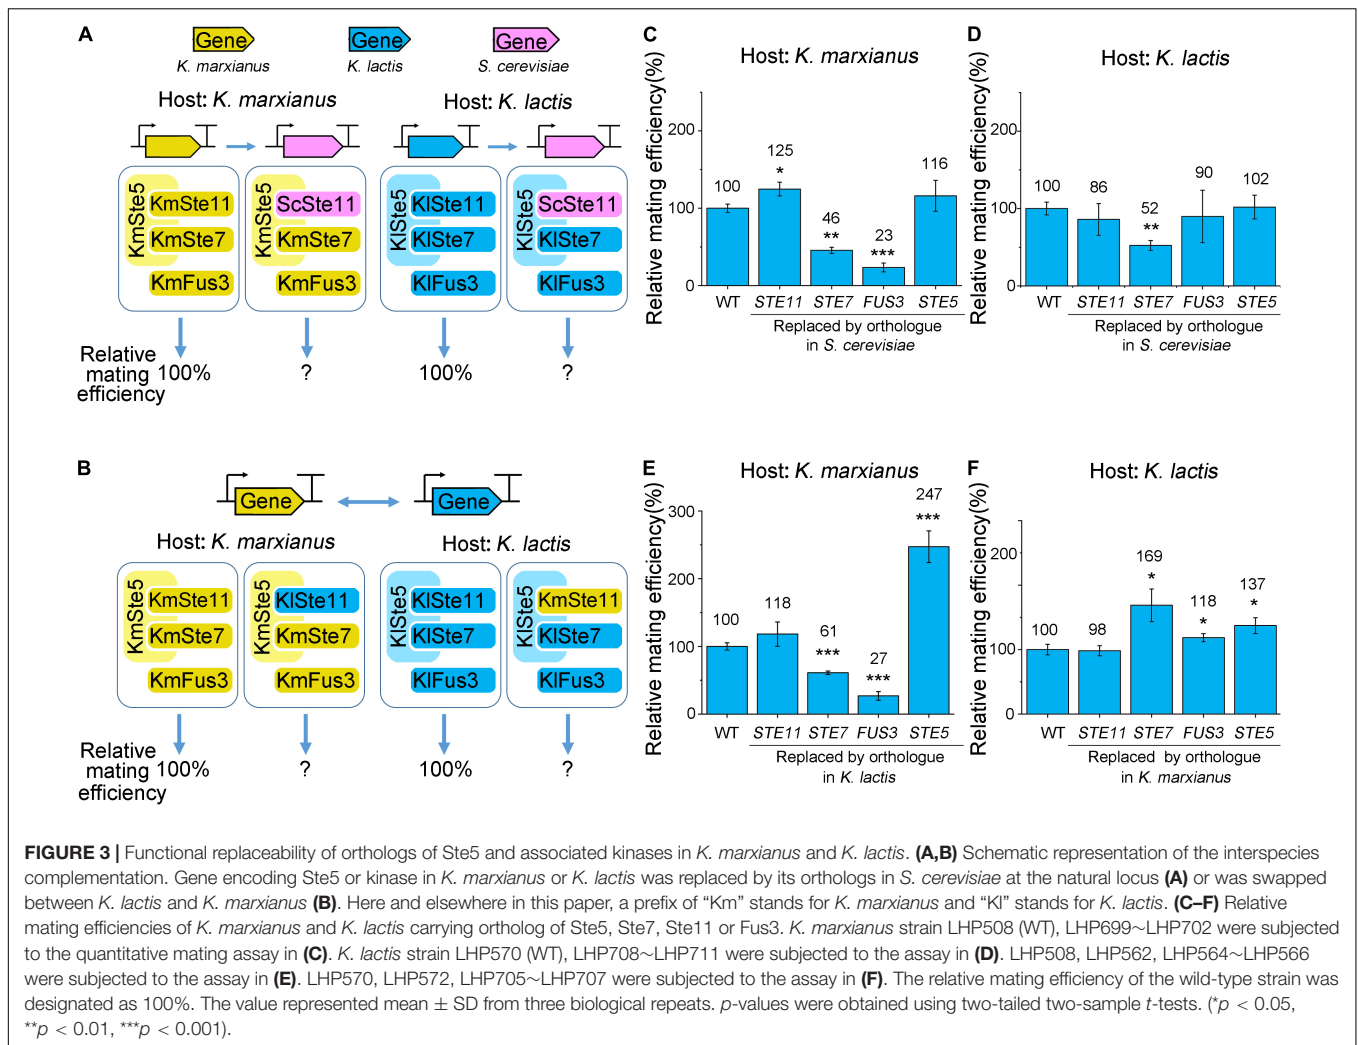 A
Gene
Gene
Gene
K. marxianus
K. lactis
S. cerevisiae
Host: K. marxianus
Host: K. lactis
KmSte5
KmSte11
KmSte7
KmFus3
KmSte5
ScSte11
KmSte7
KmFus3
KlSte5
KlSte11
KlSte7
KlFus3
KlSte5
ScSte11
KlSte7
KlFus3
Relative
mating
efficiency
100%
?
100%
?
C
Host: K. marxianus
Relative mating efficiency(%)
200
100
0
100
125
*
46
**
23
***
116
WT
STE11
STE7
FUS3
STE5
Replaced by orthologue
in S. cerevisiae
D
Host: K. lactis
Relative mating efficiency(%)
200
100
0
100
86
52
**
90
102
WT
STE11
STE7
FUS3
STE5
Replaced by orthologue
in S. cerevisiae
B
Gene
Gene
Host: K. marxianus
Host: K. lactis
KmSte5
KmSte11
KmSte7
KmFus3
KmSte5
KlSte11
KmSte7
KmFus3
KlSte5
KlSte11
KlSte7
KlFus3
KlSte5
KmSte11
KlSte7
KlFus3
Relative
mating
efficiency
100%
?
100%
?
E
Host: K. marxianus
Relative mating efficiency(%)
300
200
100
0
100
118
61
***
27
***
247
***
WT
STE11
STE7
FUS3
STE5
Replaced by orthologue
in K. lactis
F
Host: K. lactis
Relative mating efficiency(%)
200
100
0
100
98
169
*
118
*
137
*
WT
STE11
STE7
FUS3
STE5
Replaced by orthologue
in K. marxianus
FIGURE 3 | Functional replaceability of orthologs of Ste5 and associated kinases in K. marxianus and K. lactis. (A,B) Schematic representation of the interspecies
complementation. Gene encoding Ste5 or kinase in K. marxianus or K. lactis was replaced by its orthologs in S. cerevisiae at the natural locus (A) or was swapped
between K. lactis and K. marxianus (B). Here and elsewhere in this paper, a prefix of “Km” stands for K. marxianus and “Kl” stands for K. lactis. (C–F) Relative
mating efficiencies of K. marxianus and K. lactis carrying ortholog of Ste5, Ste7, Ste11 or Fus3. K. marxianus strain LHP508 (WT), LHP699~LHP702 were subjected
to the quantitative mating assay in (C). K. lactis strain LHP570 (WT), LHP708~LHP711 were subjected to the assay in (D). LHP508, LHP562, LHP564~LHP566
were subjected to the assay in (E). LHP570, LHP572, LHP705~LHP707 were subjected to the assay in (F). The relative mating efficiency of the wild-type strain was
designated as 100%. The value represented mean ± SD from three biological repeats. p-values were obtained using two-tailed two-sample t-tests. (*p < 0.05,
**p < 0.01, ***p < 0.001).